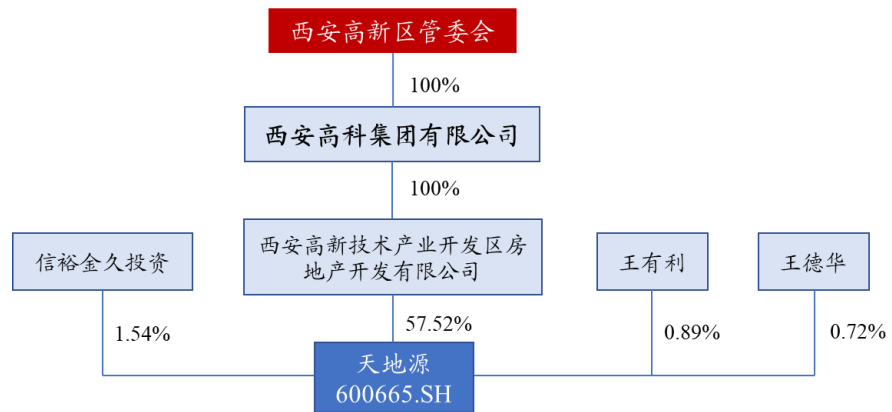 西安高新区管委会
100%
西安高科集团有限公司
100%
信裕金久投资
西安高新技术产业开发区房
地产开发有限公司
王有利
王德华
1.54%
57.52%
0.89%
0.72%
天地源
600665.SH